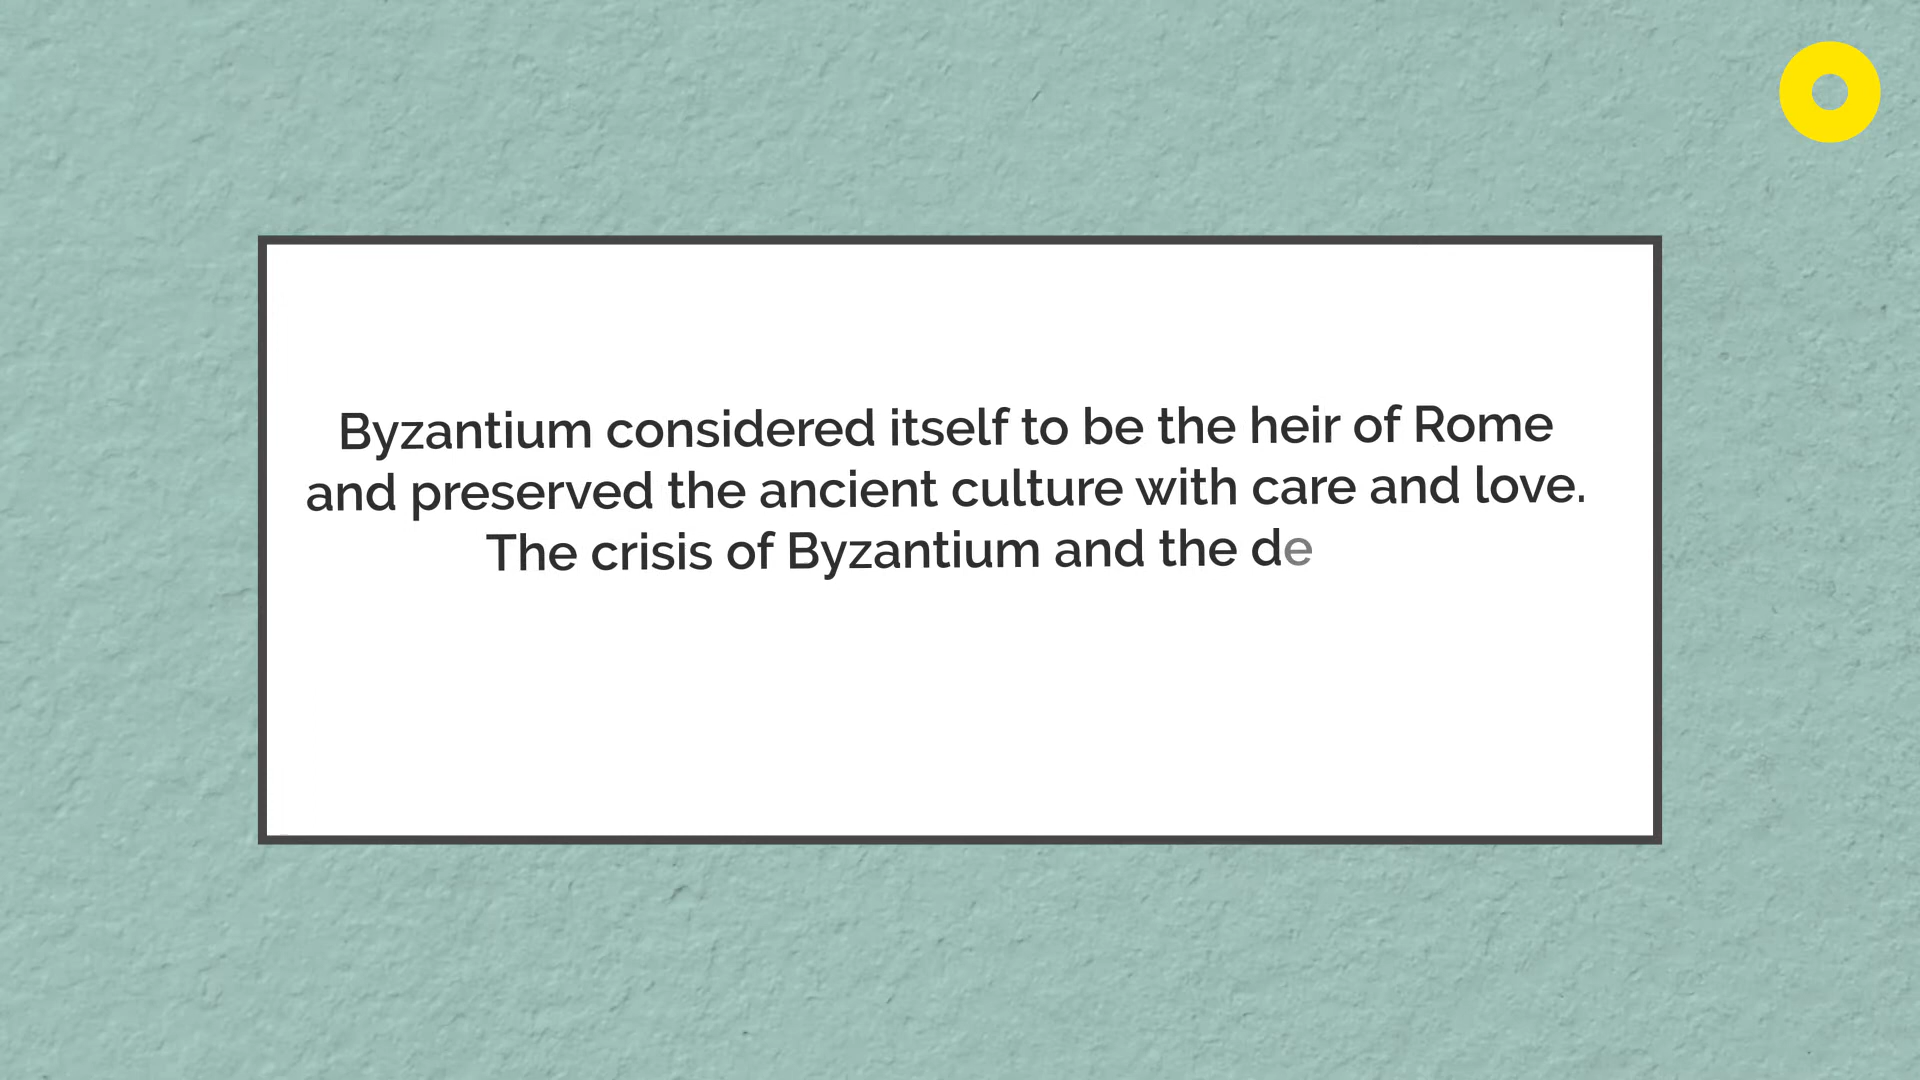 Byzantium considered itself to be the heir of Rome
and preserved the ancient culture with care and love.
The crisis of Byzantium and the de